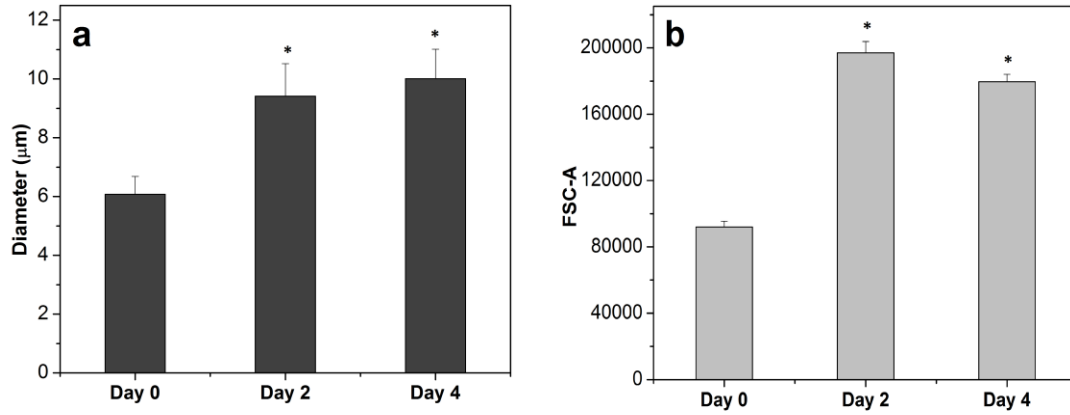 a
Diameter (μm)
12
10
8
6
4
2
0
*
*
Day 0
Day 2
Day 4
b
FSC-A
200000
160000
120000
80000
40000
0
*
*
Day 0
Day 2
Day 4